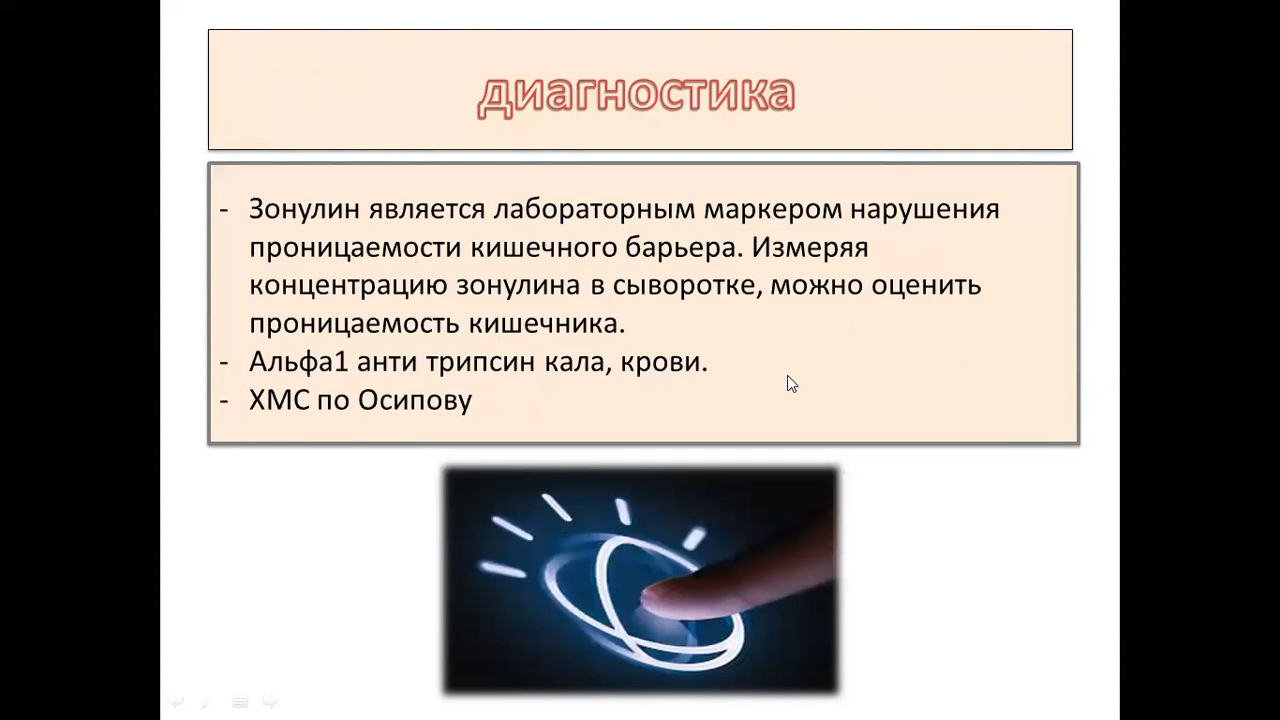 диагностика
- Зонулин является лабораторным маркером нарушения
проницаемости кишечного барьера. Измеряя
концентрацию зонулина в сыворотке, можно оценить
проницаемость кишечника.
- Альфа1 анти трипсин кала, крови.
- ХМС по Осипову